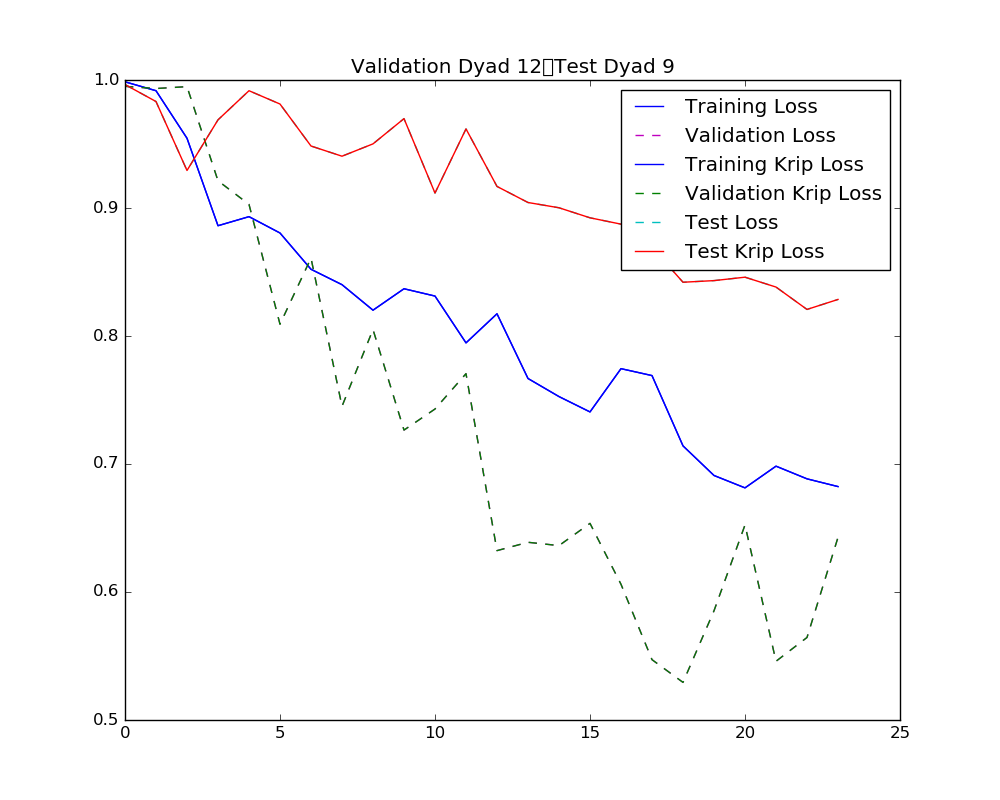 Validation Dyad 12▯Test Dyad 9
1.0
0.9
0.8
0.7
0.6
0.5
0
5
10
15
20
25
Training Loss
Validation Loss
Training Krip Loss
Validation Krip Loss
Test Loss
Test Krip Loss